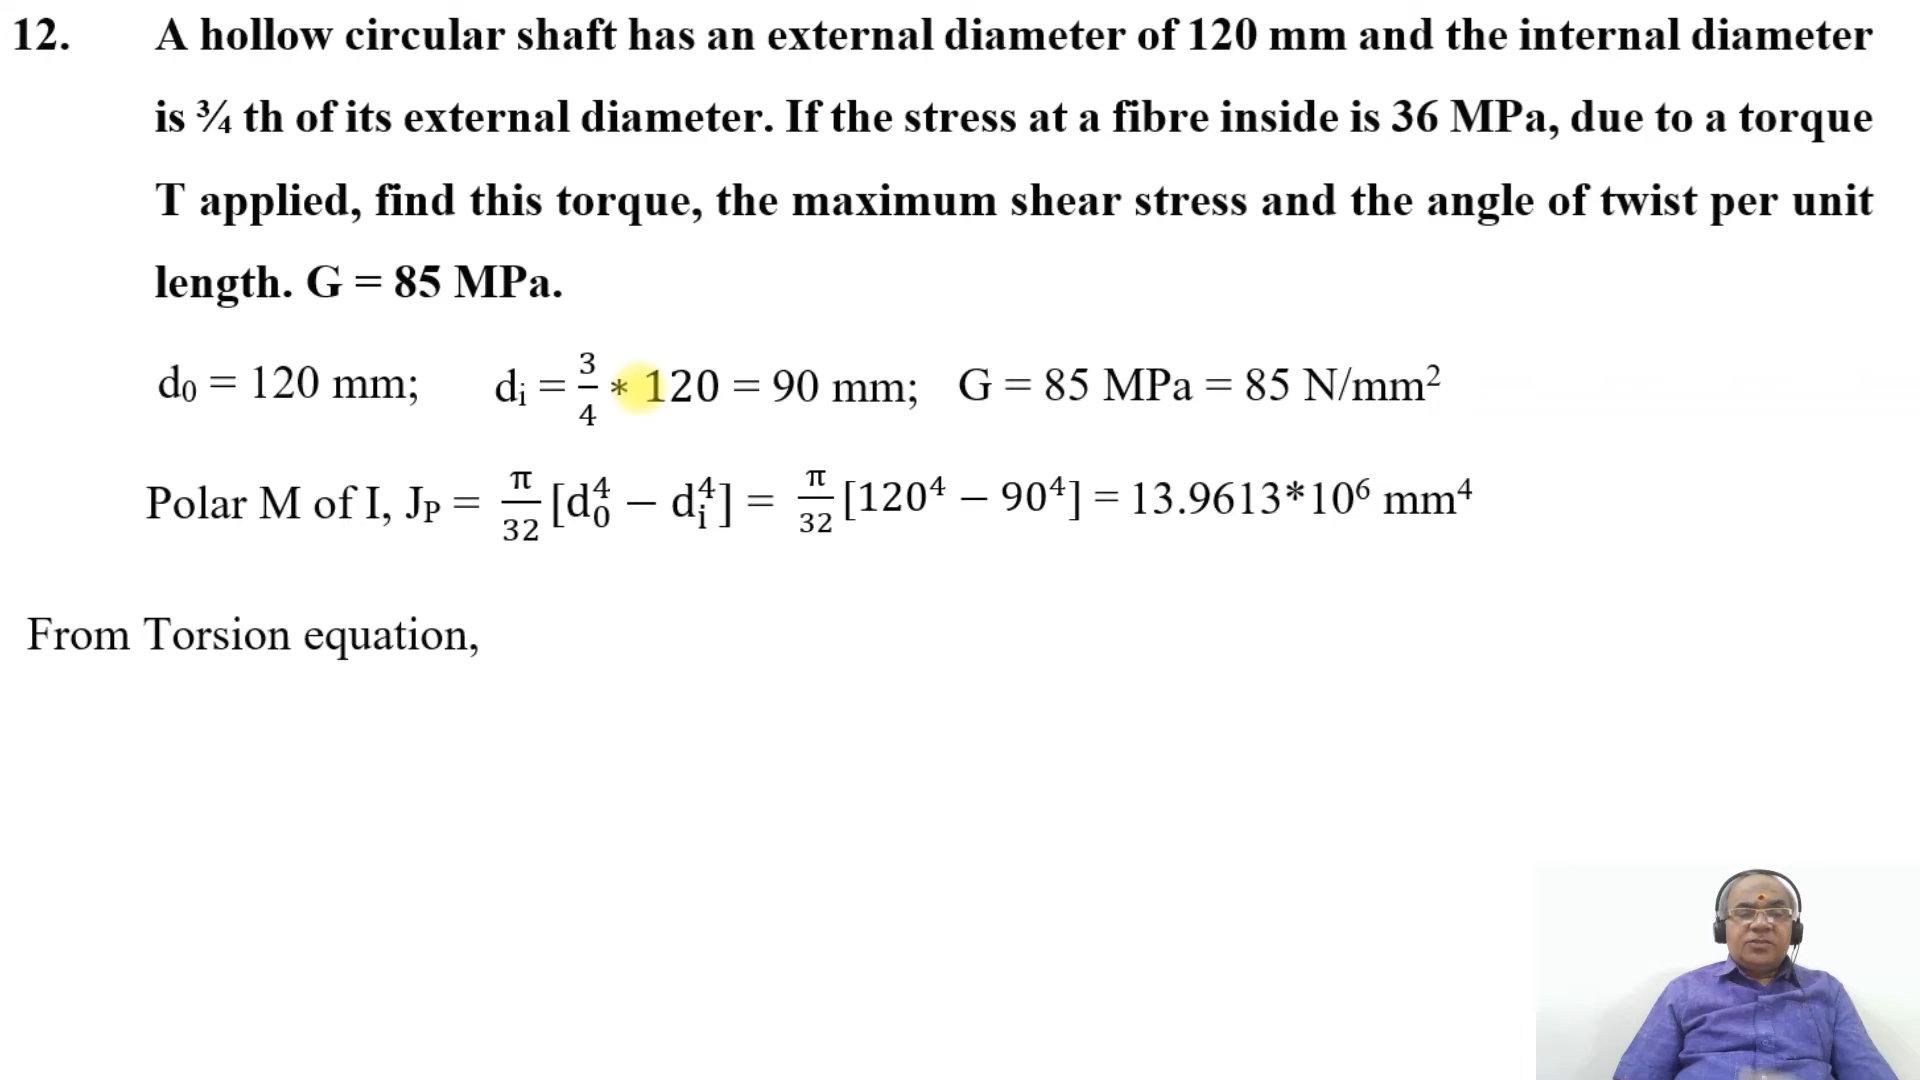 12. A hollow circular shaft has an external diameter of 120 mm and the internal diameter
is ¾ th of its external diameter. If the stress at a fibre inside is 36 MPa, due to a torque
T applied, find this torque, the maximum shear stress and the angle of twist per unit
length. G = 85 MPa.
d₀ = 120 mm; dᵢ = 3/4 * 120 = 90 mm; G = 85 MPa = 85 N/mm²
Polar M of I, J_P = π/32 [d₀⁴ − dᵢ⁴] = π/32 [120⁴ − 90⁴] = 13.9613*10⁶ mm⁴
From Torsion equation,